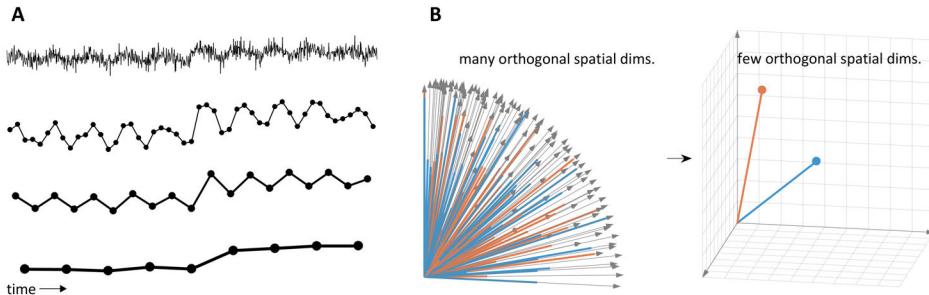 A
time
B
many orthogonal spatial dims.
few orthogonal spatial dims.